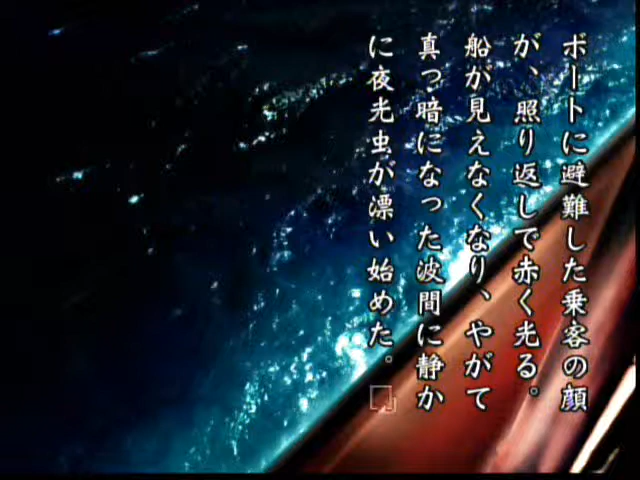 ボートに避難した乗客の顔
が、照り返しで赤く光る。
船が見えなくなり、やがて
真っ暗になった波間に静か
に夜光虫が漂い始めた。